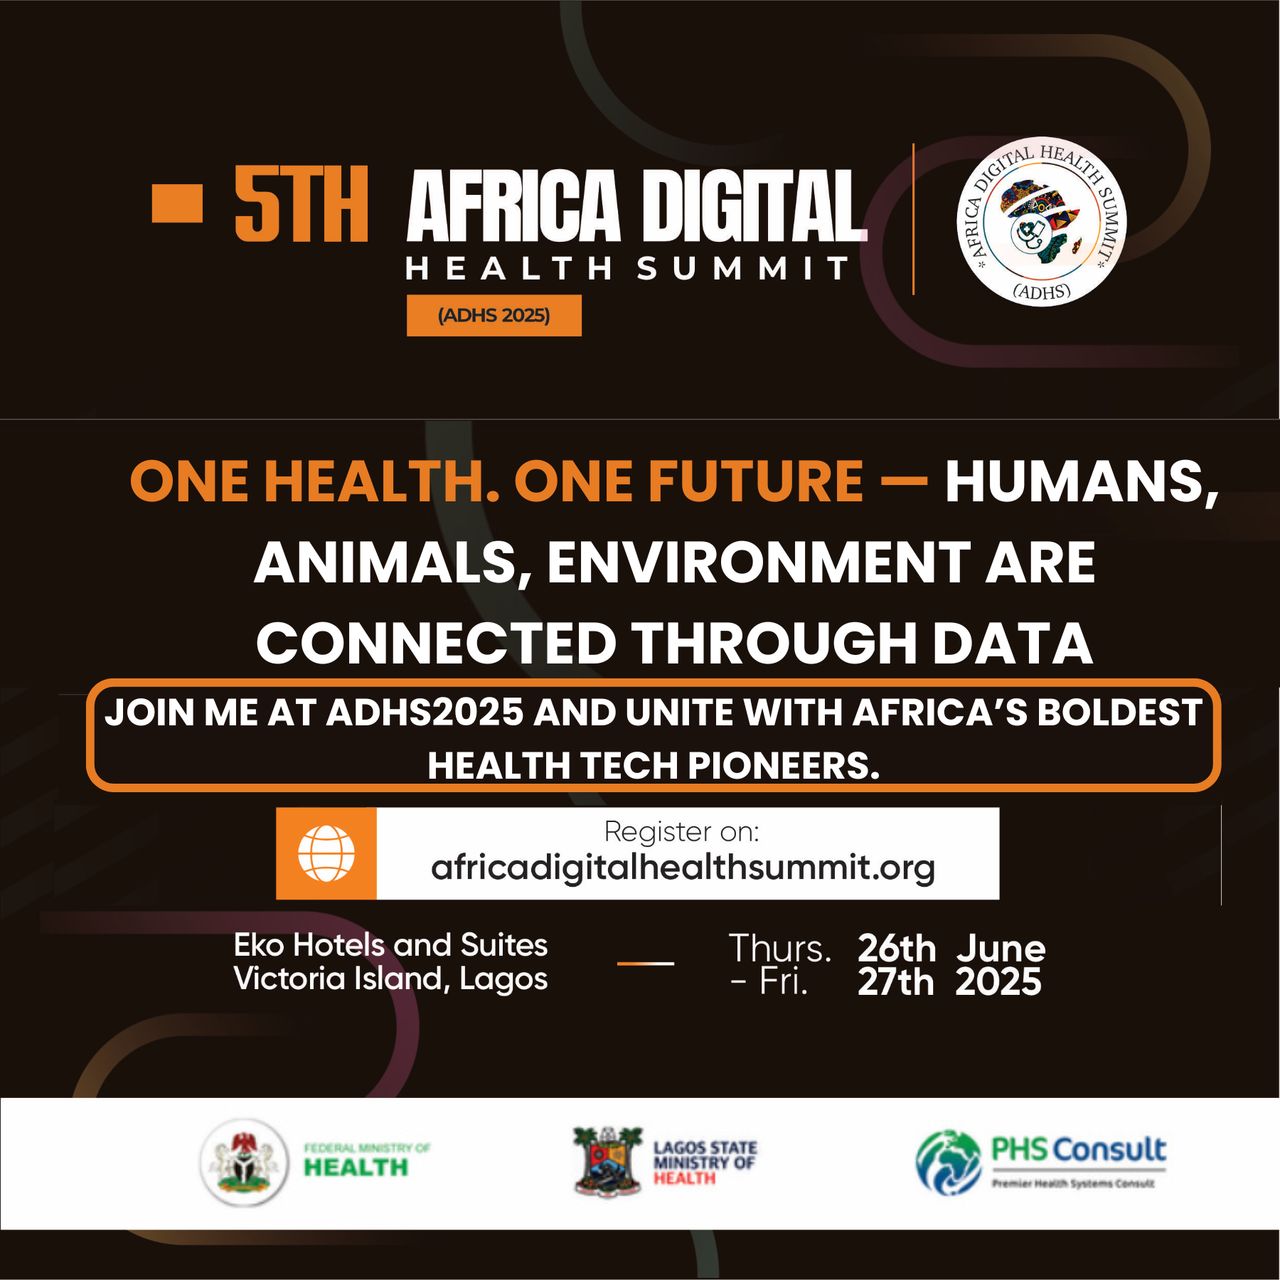 5TH AFRICA DIGITAL
HEALTH SUMMIT
(ADHS 2025)
*AFRICA DIGITAL HEALTH SUMMIT*
(ADHS)
ONE HEALTH. ONE FUTURE — HUMANS,
ANIMALS, ENVIRONMENT ARE
CONNECTED THROUGH DATA
JOIN ME AT ADHS2025 AND UNITE WITH AFRICA’S BOLDEST
HEALTH TECH PIONEERS.
Register on:
africadigitalhealthsummit.org
Eko Hotels and Suites
Victoria Island, Lagos
Thurs. 26th June
- Fri. 27th 2025
FEDERAL MINISTRY OF
HEALTH
LAGOS STATE
MINISTRY OF
HEALTH
PHS Consult
Premier Health Systems Consult